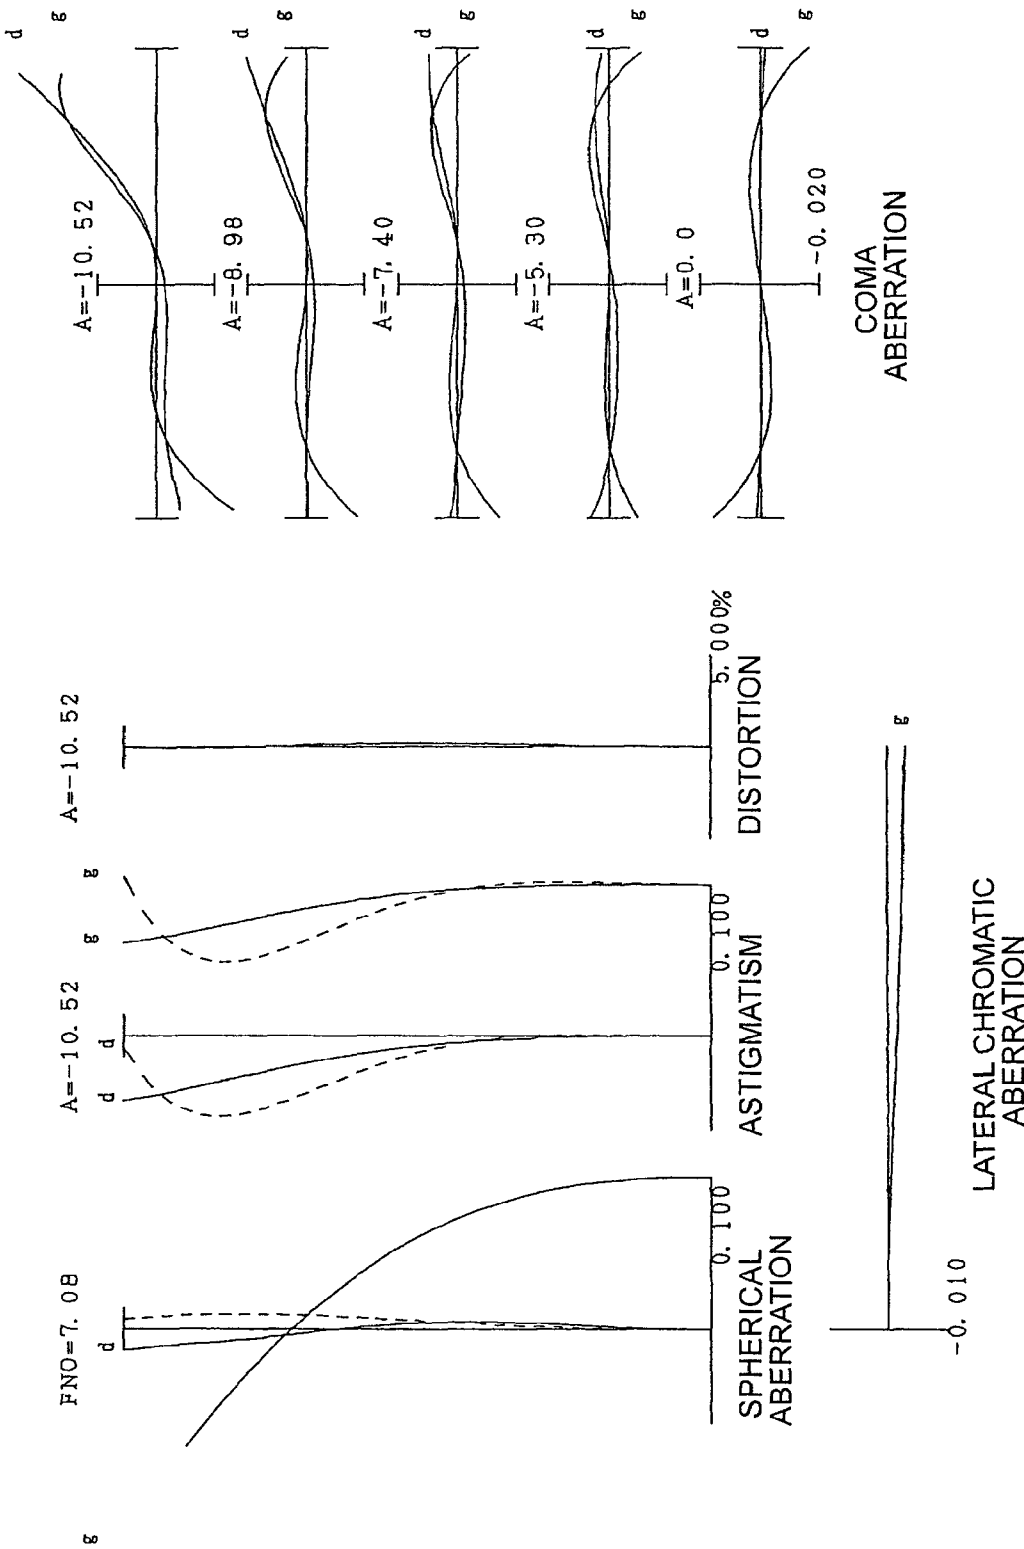 FNO=7. 08
g
d
0. 100
SPHERICAL
ABERRATION
A=-10. 52
d
d
g
g
0. 100
ASTIGMATISM
A=-10. 52
5. 000%
DISTORTION
A=-10. 52
d
g
A=-8. 98
d
g
A=-7. 40
d
g
A=-5. 30
d
g
A=0. 0
d
g
-0. 020
COMA
ABERRATION
g
-0. 010
LATERAL CHROMATIC
ABERRATION